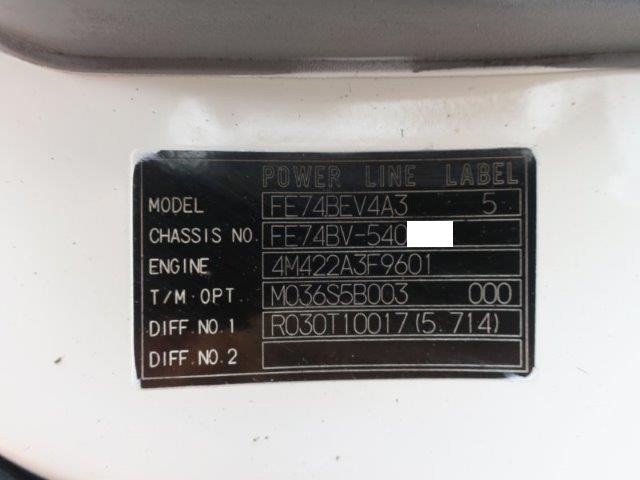 POWER LINE LABEL
MODEL FE74BEV4A3 5
CHASSIS NO. FE74BV-540
ENGINE 4M422A3F9601
T/M OPT. M036S5B003 000
DIFF. NO. 1 R030T10017(5.714)
DIFF. NO. 2